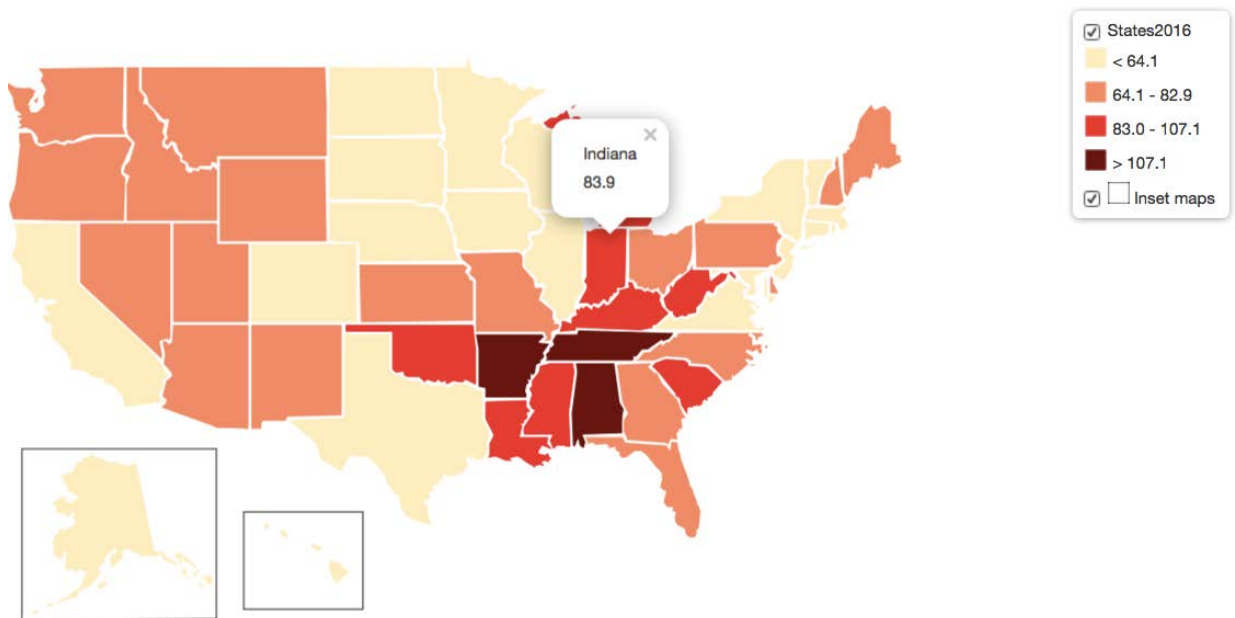 States2016
< 64.1
64.1 - 82.9
83.0 - 107.1
> 107.1
Inset maps
Indiana
83.9